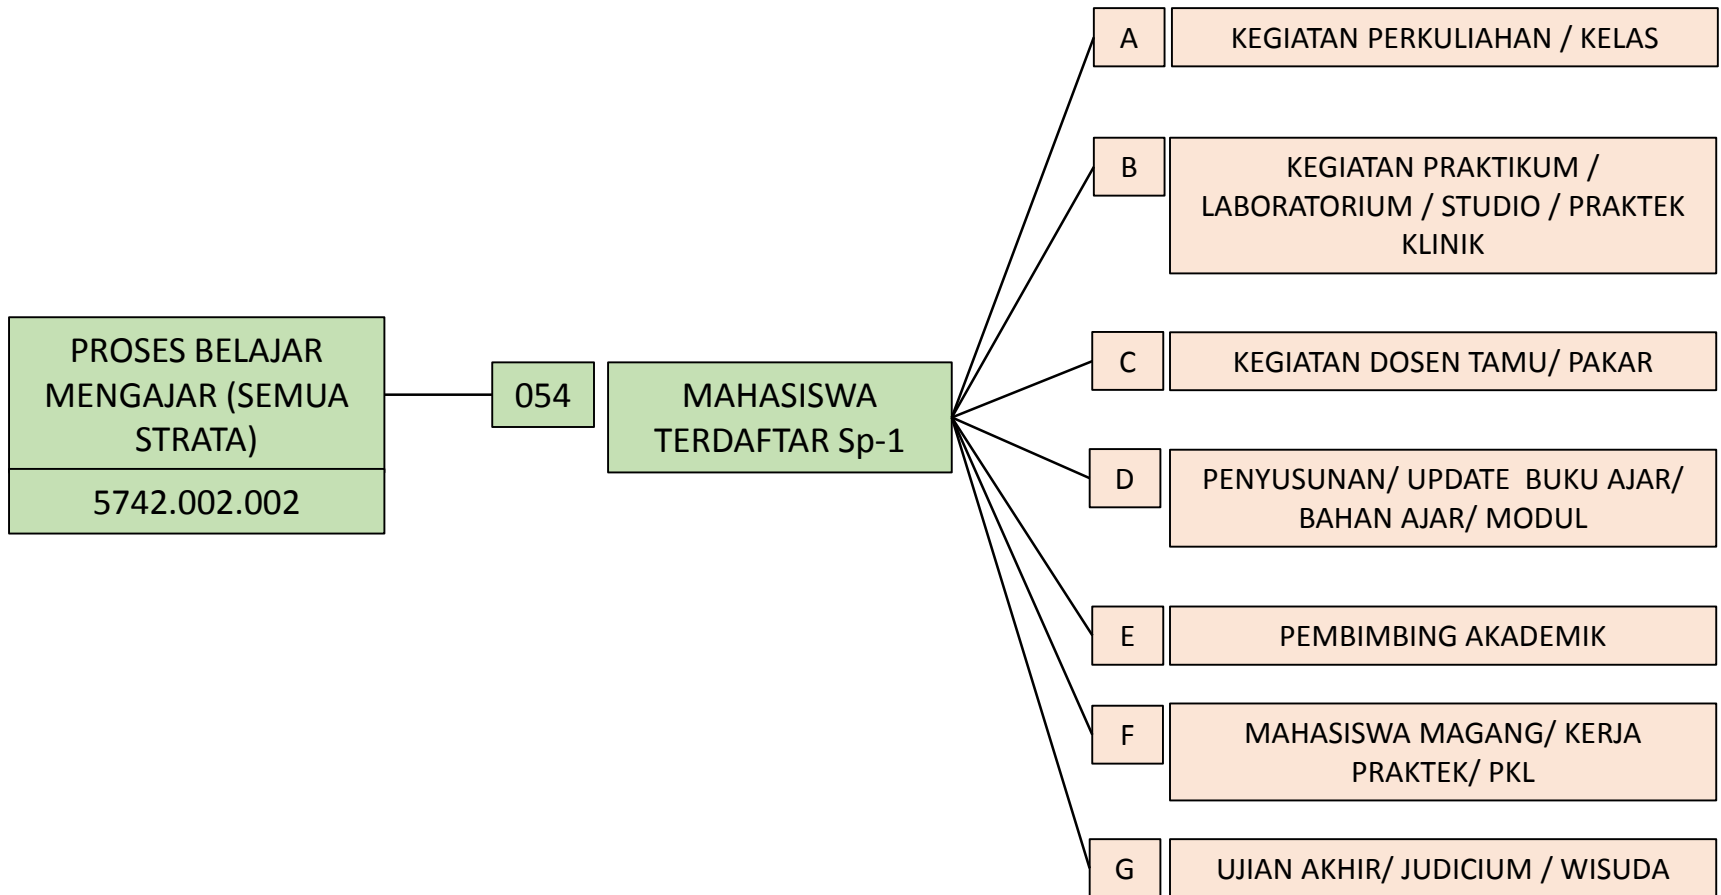 PROSES BELAJAR
MENGAJAR (SEMUA
STRATA)
5742.002.002
054
MAHASISWA
TERDAFTAR Sp-1
A
KEGIATAN PERKULIAHAN / KELAS
B
KEGIATAN PRAKTIKUM /
LABORATORIUM / STUDIO / PRAKTEK
KLINIK
C
KEGIATAN DOSEN TAMU/ PAKAR
D
PENYUSUNAN/ UPDATE BUKU AJAR/
BAHAN AJAR/ MODUL
E
PEMBIMBING AKADEMIK
F
MAHASISWA MAGANG/ KERJA
PRAKTEK/ PKL
G
UJIAN AKHIR/ JUDICIUM / WISUDA